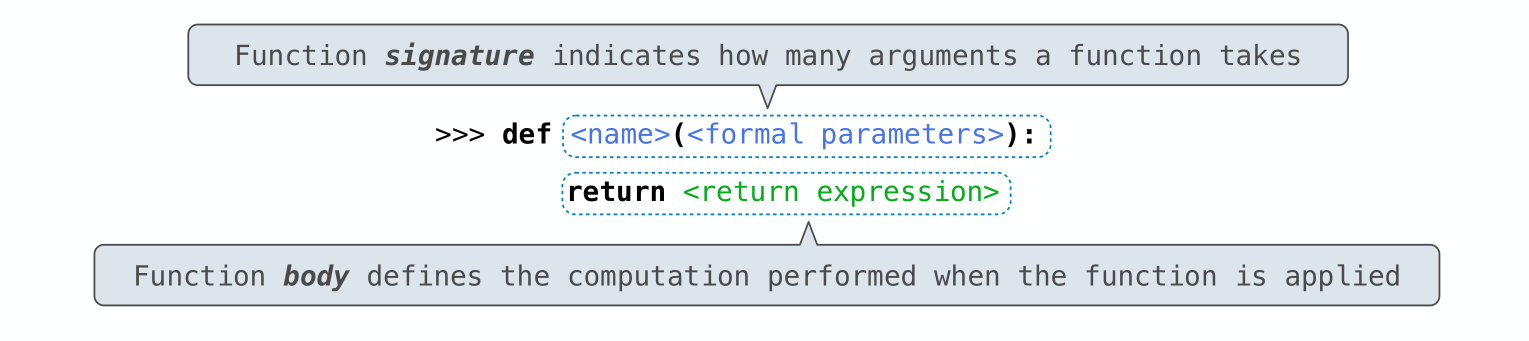 Function signature indicates how many arguments a function takes
>>> def <name>(<formal parameters>):
return <return expression>
Function body defines the computation performed when the function is applied